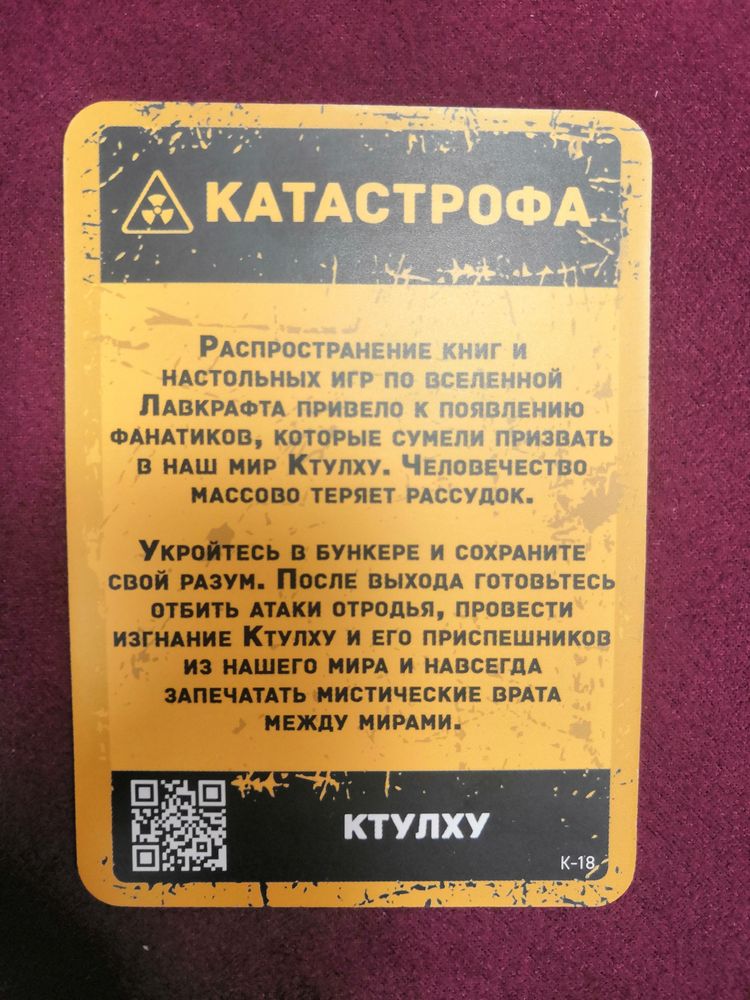 КАТАСТРОФА
Распространение книг и
настольных игр по вселенной
Лавкрафта привело к появлению
фанатиков, которые сумели призвать
в наш мир Ктулху. Человечество
массово теряет рассудок.
Укройтесь в бункере и сохраните
свой разум. После выхода готовьтесь
отбить атаки отродья, провести
изгнание Ктулху и его приспешников
из нашего мира и навсегда
запечатать мистические врата
между мирами.
КТУЛХУ
К-18